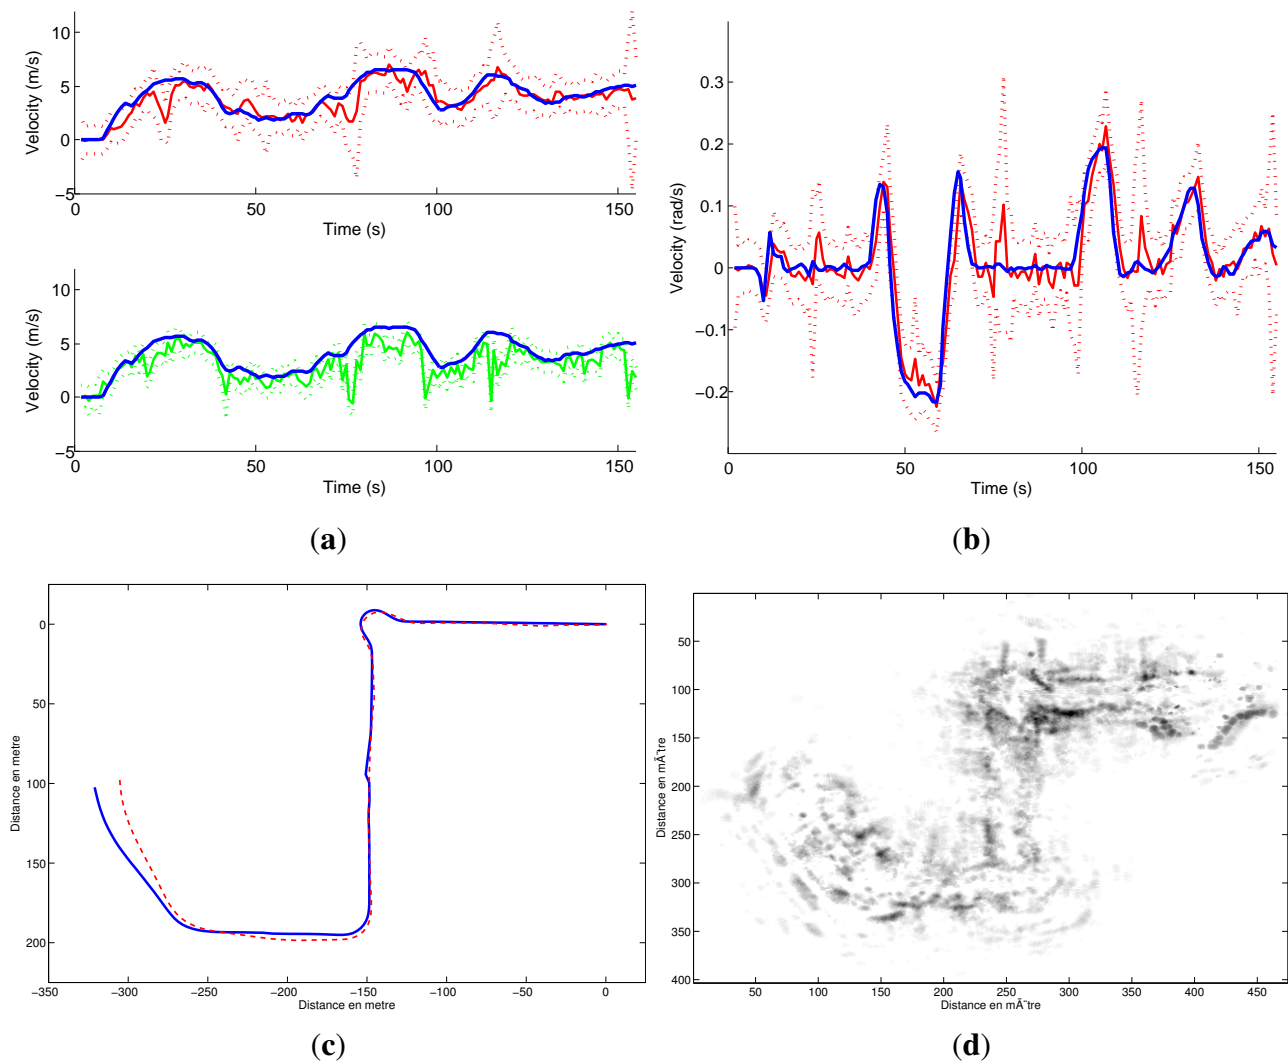 10
5
0
−5
Velocity (m/s)
0 50 100 150
Time (s)
10
5
0
−5
Velocity (m/s)
0 50 100 150
Time (s)
(a)
0.3
0.2
0.1
0
−0.1
−0.2
Velocity (rad/s)
0 50 100 150
Time (s)
(b)
0
50
100
150
200
Distance en metre
−350 −300 −250 −200 −150 −100 −50 0
Distance en metre
(c)
50
100
150
200
250
300
350
400
Distance en mÃ¨tre
50 100 150 200 250 300 350 400 450
Distance en mÃ¨tre
(d)